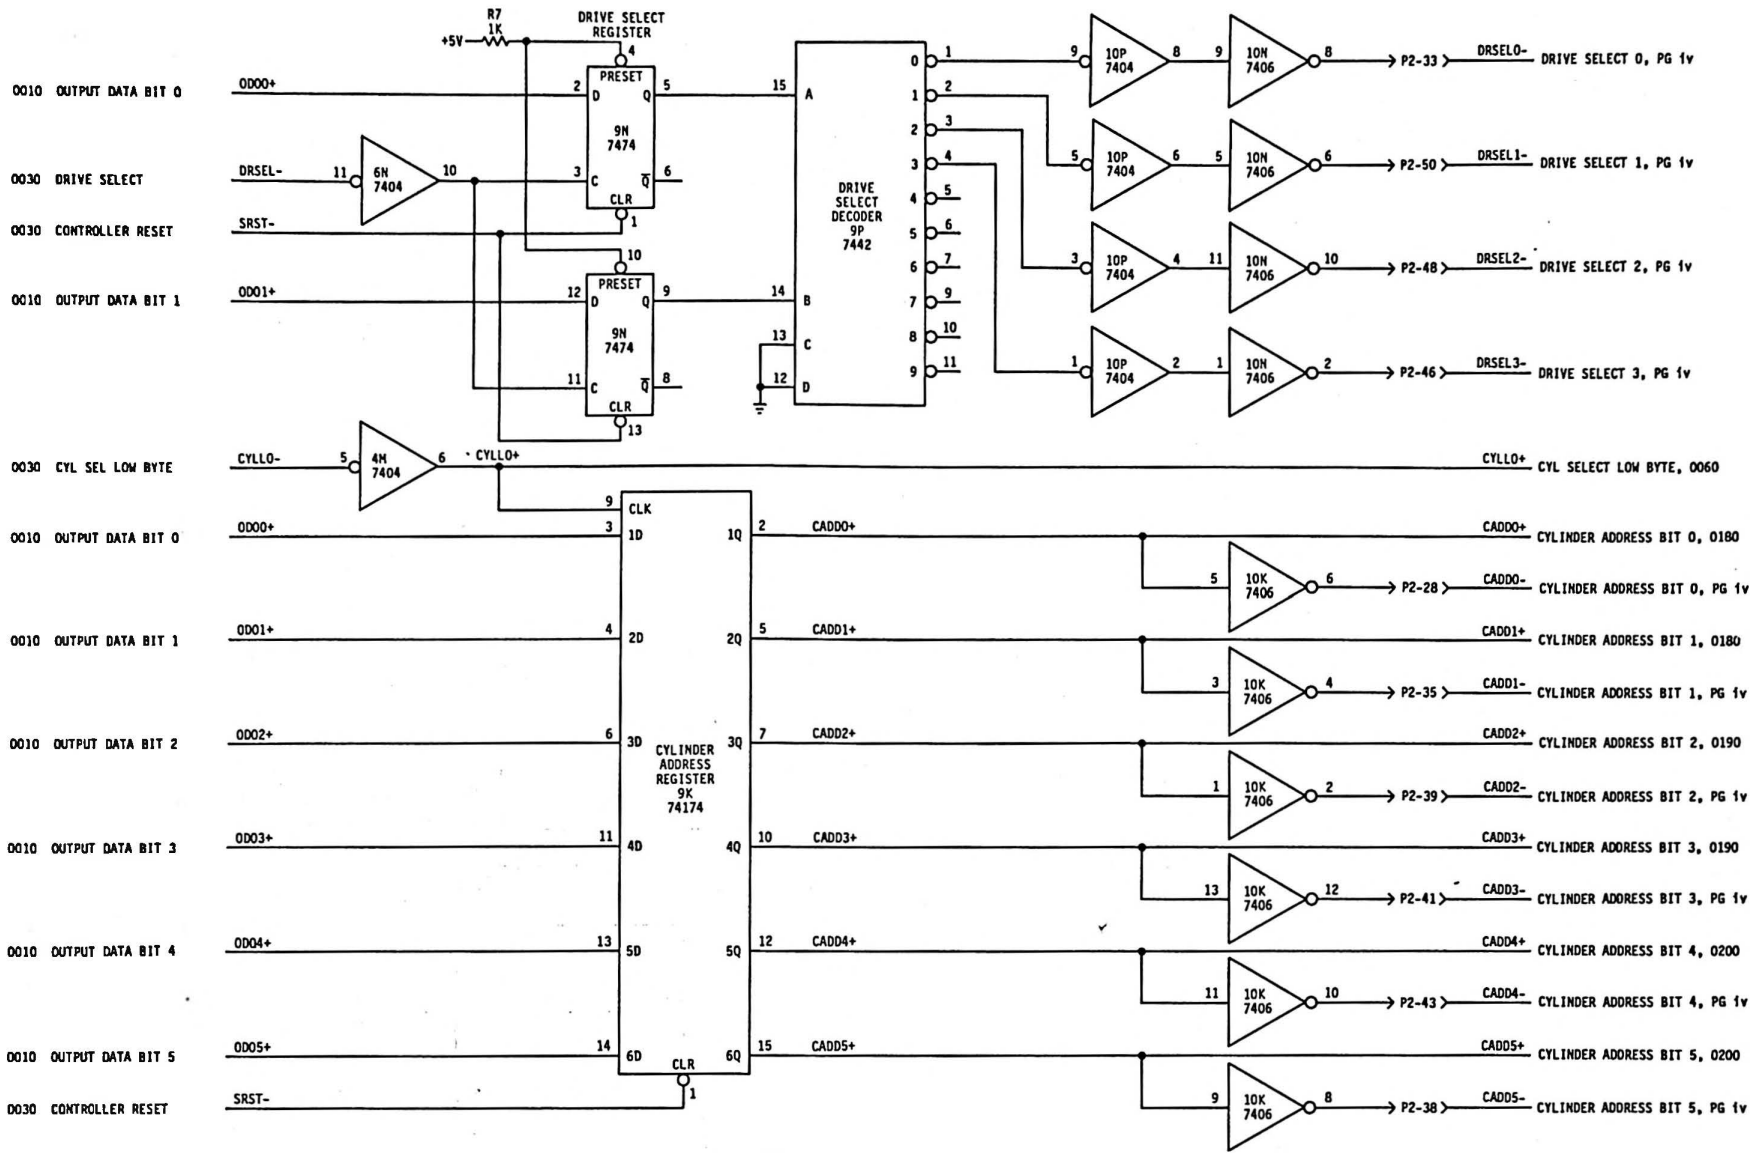 R7
1K
+5V
DRIVE SELECT
REGISTER
0010 OUTPUT DATA BIT 0
OD00+
2
4
PRESET
D
Q
5
9N
7474
3
C
Q
6
CLR
1
0030 DRIVE SELECT
DRSEL-
11
6N
7404
10
0030 CONTROLLER RESET
SRST-
0010 OUTPUT DATA BIT 1
OD01+
12
10
PRESET
D
Q
9
9N
7474
11
C
Q
8
CLR
13
15
A
14
B
13
C
12
D
DRIVE
SELECT
DECODER
9P
7442
0 1
1 2
2 3
3 4
4 5
5 6
6 7
7 9
8 10
9 11
9 10P 7404 8 9 10N 7406 8 P2-33 DRSEL0- DRIVE SELECT 0, PG iv
5 10P 7404 6 5 10N 7406 6 P2-50 DRSEL1- DRIVE SELECT 1, PG iv
3 10P 7404 4 11 10N 7406 10 P2-48 DRSEL2- DRIVE SELECT 2, PG iv
1 10P 7404 2 1 10N 7406 2 P2-46 DRSEL3- DRIVE SELECT 3, PG iv
0030 CYL SEL LOW BYTE
CYLLO-
5
4M
7404
6
CYLLO+
CYLLO+ CYL SELECT LOW BYTE, 0060
9 CLK
0010 OUTPUT DATA BIT 0 OD00+ 3 1D 1Q 2 CADD0+ CADD0+ CYLINDER ADDRESS BIT 0, 0180
5 10K 7406 6 P2-28 CADD0- CYLINDER ADDRESS BIT 0, PG iv
0010 OUTPUT DATA BIT 1 OD01+ 4 2D 2Q 5 CADD1+ CADD1+ CYLINDER ADDRESS BIT 1, 0180
3 10K 7406 4 P2-35 CADD1- CYLINDER ADDRESS BIT 1, PG iv
0010 OUTPUT DATA BIT 2 OD02+ 6 3D 3Q 7 CADD2+ CADD2+ CYLINDER ADDRESS BIT 2, 0190
CYLINDER
ADDRESS
REGISTER
9K
74174
1 10K 7406 2 P2-39 CADD2- CYLINDER ADDRESS BIT 2, PG iv
0010 OUTPUT DATA BIT 3 OD03+ 11 4D 4Q 10 CADD3+ CADD3+ CYLINDER ADDRESS BIT 3, 0190
13 10K 7406 12 P2-41 CADD3- CYLINDER ADDRESS BIT 3, PG iv
0010 OUTPUT DATA BIT 4 OD04+ 13 5D 5Q 12 CADD4+ CADD4+ CYLINDER ADDRESS BIT 4, 0200
11 10K 7406 10 P2-43 CADD4- CYLINDER ADDRESS BIT 4, PG iv
0010 OUTPUT DATA BIT 5 OD05+ 14 6D 6Q 15 CADD5+ CADD5+ CYLINDER ADDRESS BIT 5, 0200
CLR
1
9 10K 7406 8 P2-38 CADD5- CYLINDER ADDRESS BIT 5, PG iv
0030 CONTROLLER RESET SRST-